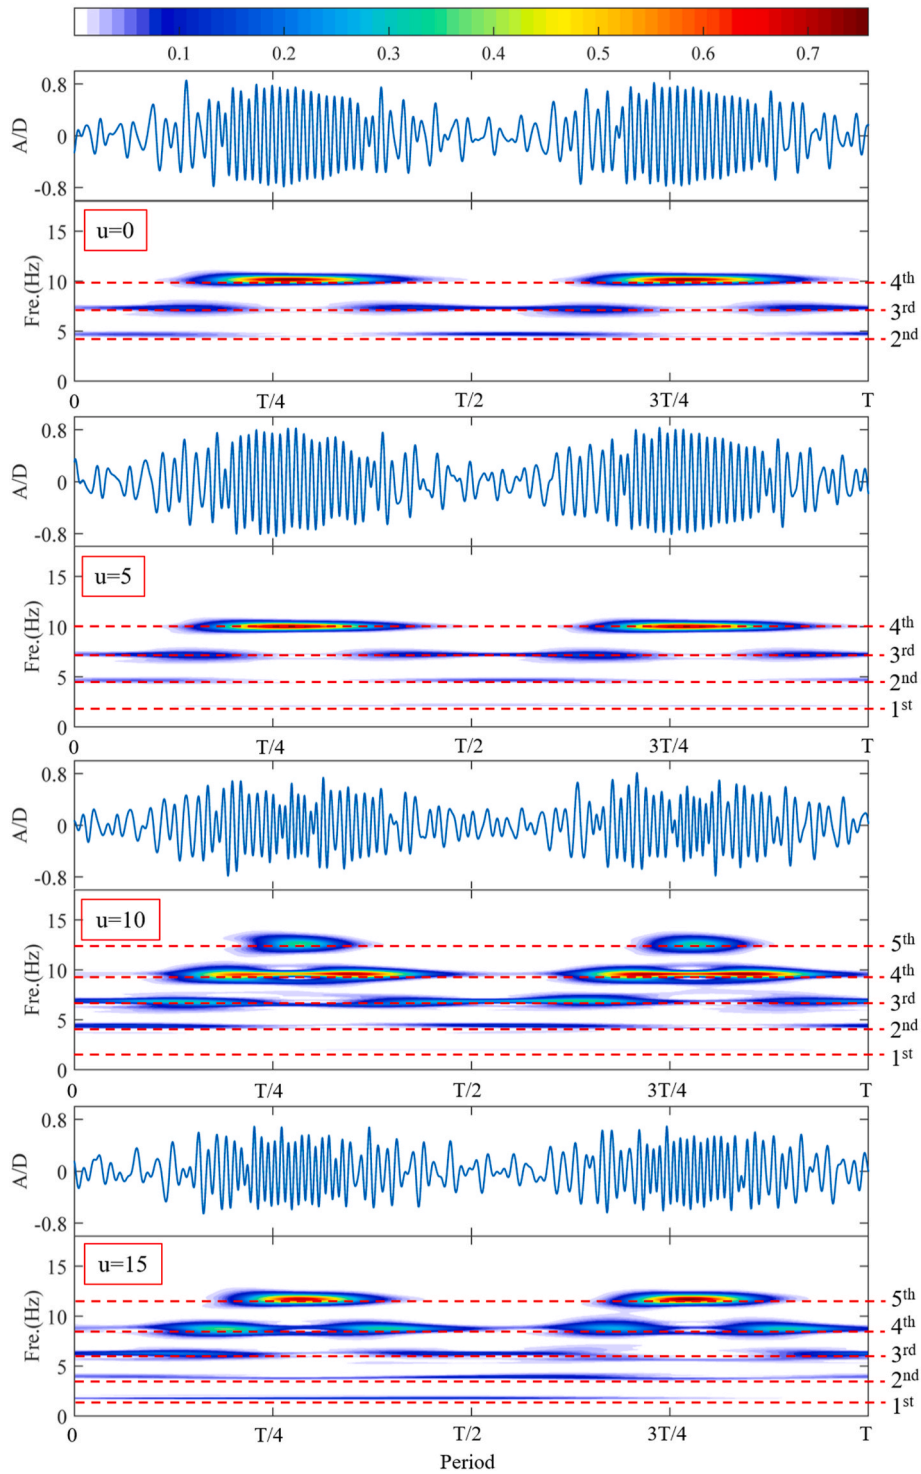 0.1 0.2 0.3 0.4 0.5 0.6 0.7
0.8
A/D 0
-0.8
u=0
15
Fre.(Hz) 10 4th
3rd
5 2nd
0
0 T/4 T/2 3T/4 T
0.8
A/D 0
-0.8
u=5
15
Fre.(Hz) 10 4th
3rd
5 2nd
1st
0
0 T/4 T/2 3T/4 T
0.8
A/D 0
-0.8
u=10
15
5th
Fre.(Hz) 10 4th
3rd
5 2nd
1st
0
0 T/4 T/2 3T/4 T
0.8
A/D 0
-0.8
u=15
15
5th
Fre.(Hz) 10 4th
3rd
5 2nd
1st
0
0 T/4 T/2 3T/4 T
Period